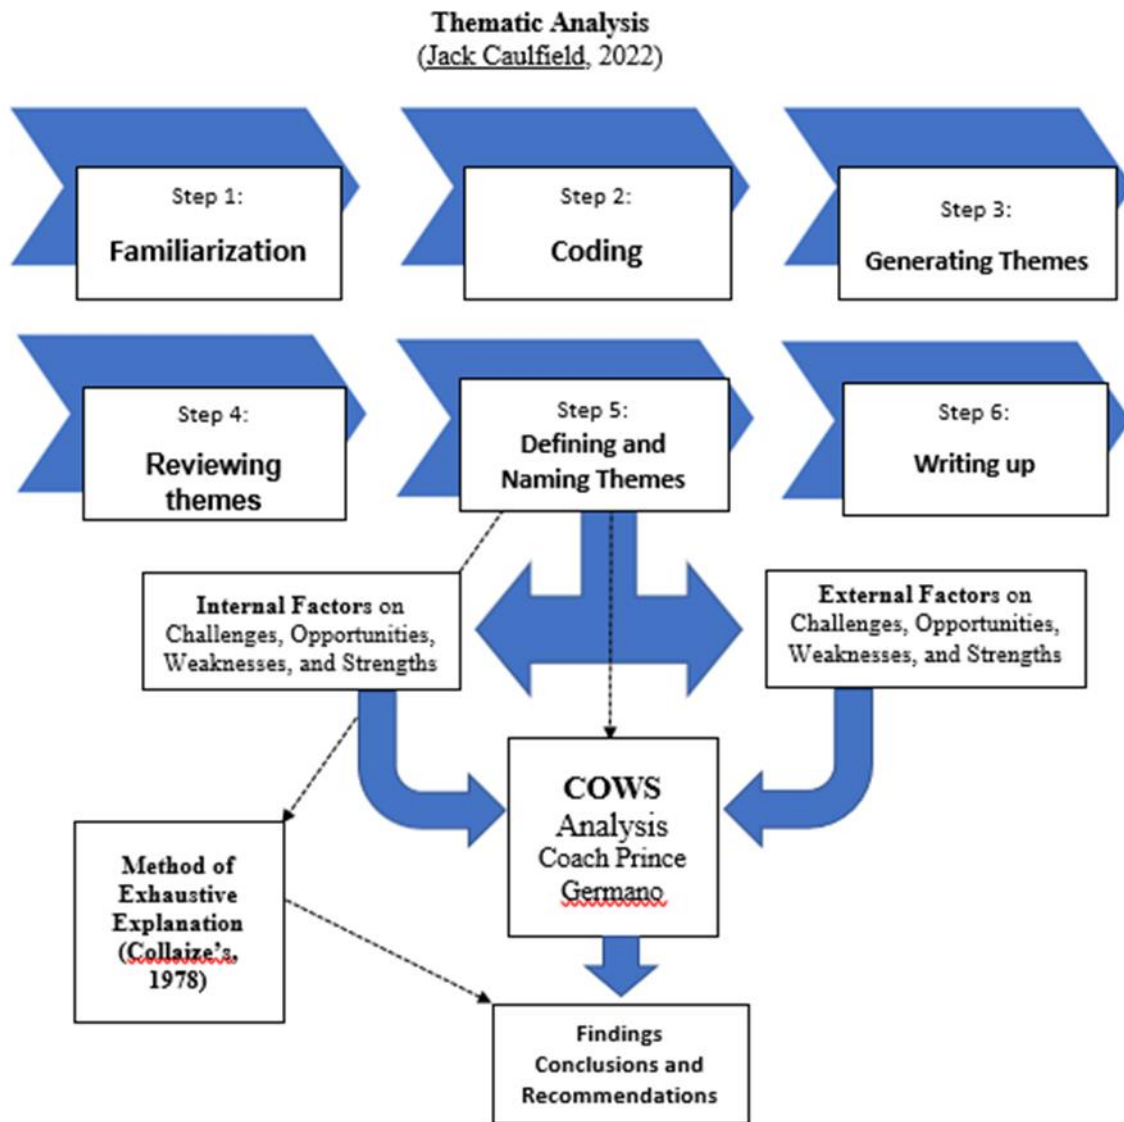 Thematic Analysis
(Jack Caulfield, 2022)
Step 1:
Familiarization
Step 2:
Coding
Step 3:
Generating Themes
Step 4:
Reviewing
themes
Step 5:
Defining and
Naming Themes
Step 6:
Writing up
Internal Factors on
Challenges, Opportunities,
Weaknesses, and Strengths
External Factors on
Challenges, Opportunities,
Weaknesses, and Strengths
COWS
Analysis
Coach Prince
Germano
Method of
Exhaustive
Explanation
(Collaize’s,
1978)
Findings
Conclusions and
Recommendations